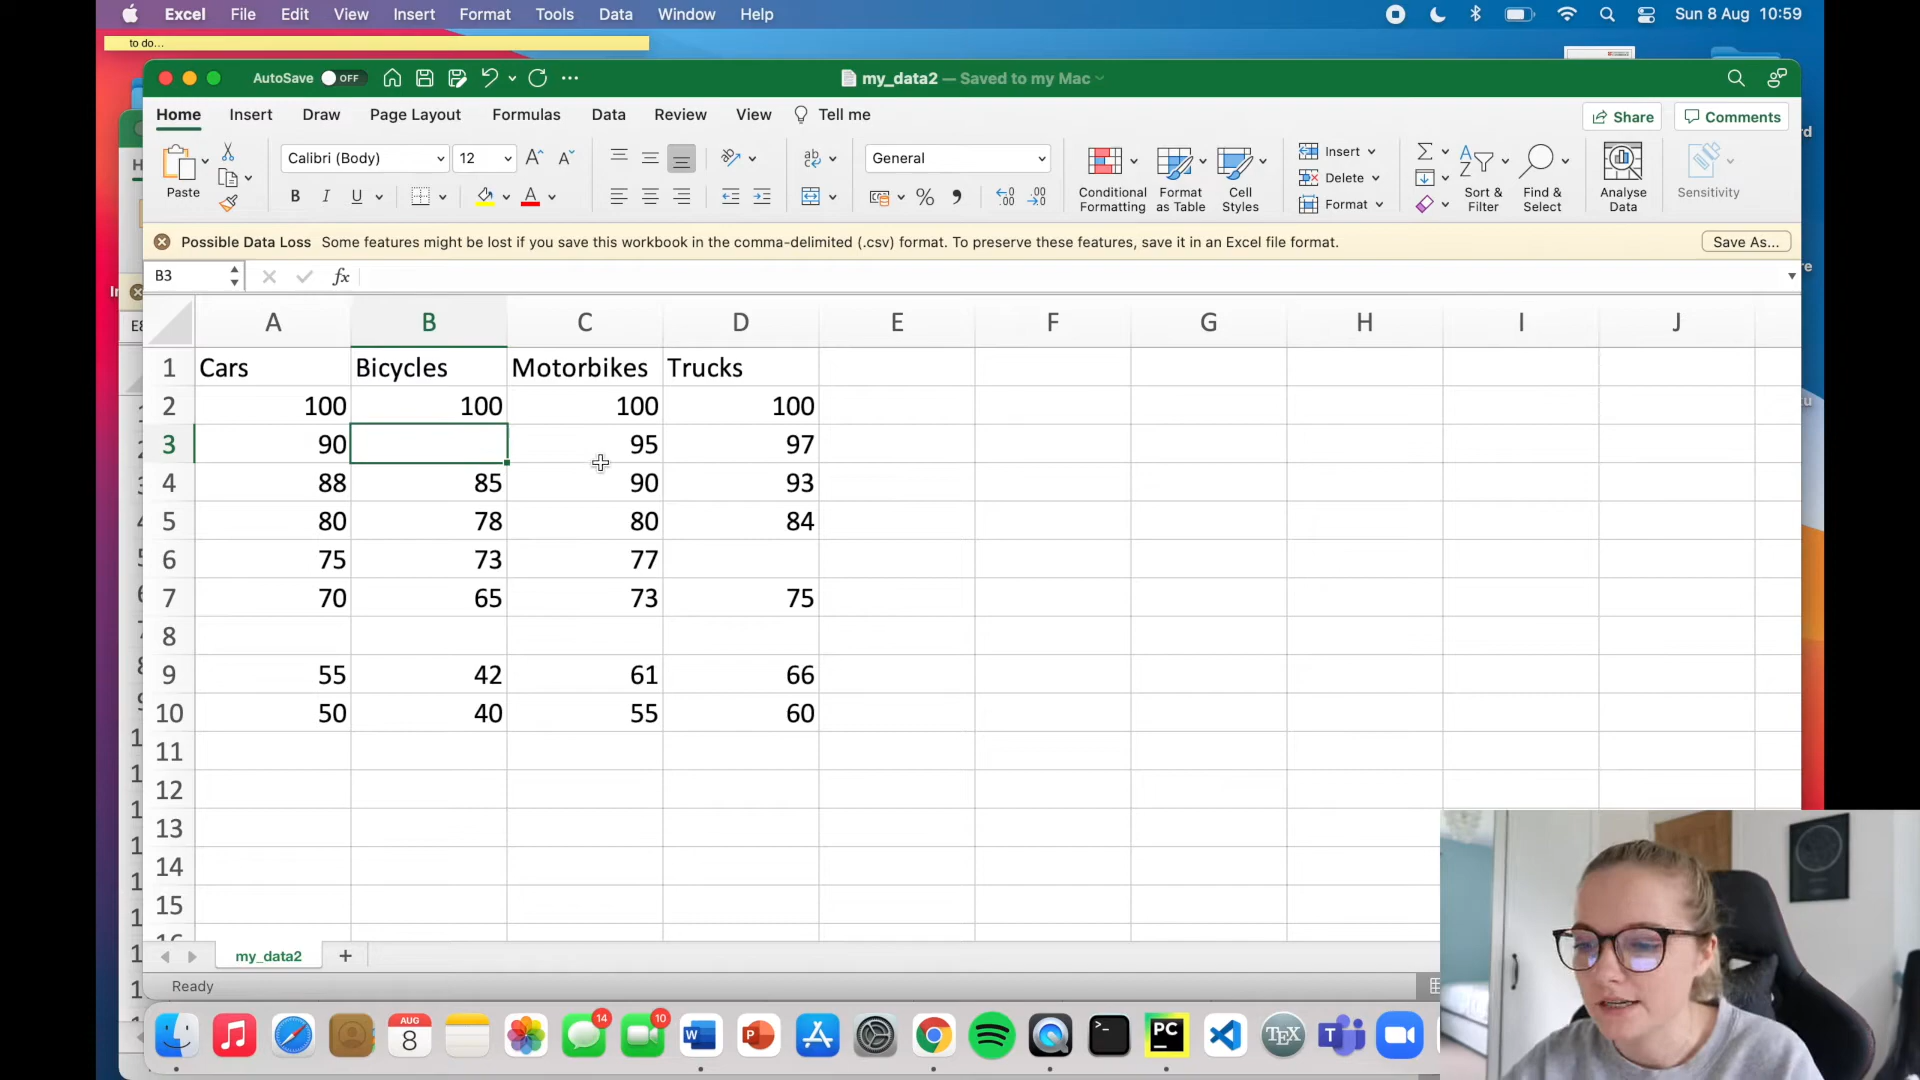 Excel File Edit View Insert Format Tools Data Window Help Sun 8 Aug 10:59
to do...
AutoSave OFF my_data2 — Saved to my Mac
Home Insert Draw Page Layout Formulas Data Review View Tell me Share Comments
Paste Calibri (Body) 12 General
B I U
Conditional Formatting Format as Table Cell Styles
Insert
Delete
Format
Sort & Filter Find & Select Analyse Data Sensitivity
Possible Data Loss Some features might be lost if you save this workbook in the comma-delimited (.csv) format. To preserve these features, save it in an Excel file format. Save As...
B3 fx
A B C D E F G H I J
1 Cars Bicycles Motorbikes Trucks
2 100 100 100 100
3 90 95 97
4 88 85 90 93
5 80 78 80 84
6 75 73 77
7 70 65 73 75
8
9 55 42 61 66
10 50 40 55 60
11
12
13
14
15
my_data2
Ready
AUG 8 14 10 W P >_ PC TEX T